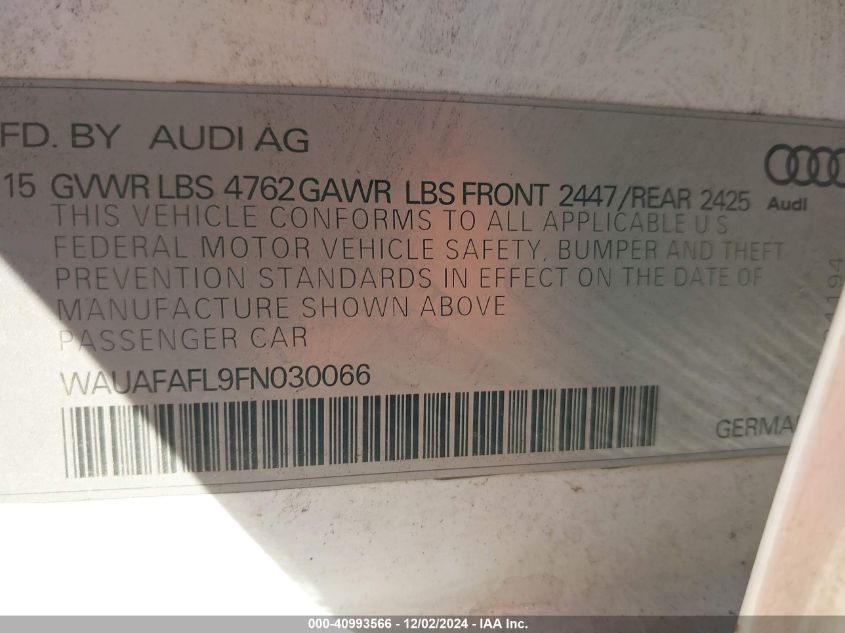 FD. BY AUDI AG
15 GVWR LBS 4762 GAWR LBS FRONT 2447/REAR 2425
Audi
THIS VEHICLE CONFORMS TO ALL APPLICABLE U S
FEDERAL MOTOR VEHICLE SAFETY, BUMPER AND THEFT
PREVENTION STANDARDS IN EFFECT ON THE DATE OF
MANUFACTURE SHOWN ABOVE
PASSENGER CAR
WAUAFAFL9FN030066
GERMA
000-40993566 - 12/02/2024 - IAA Inc.